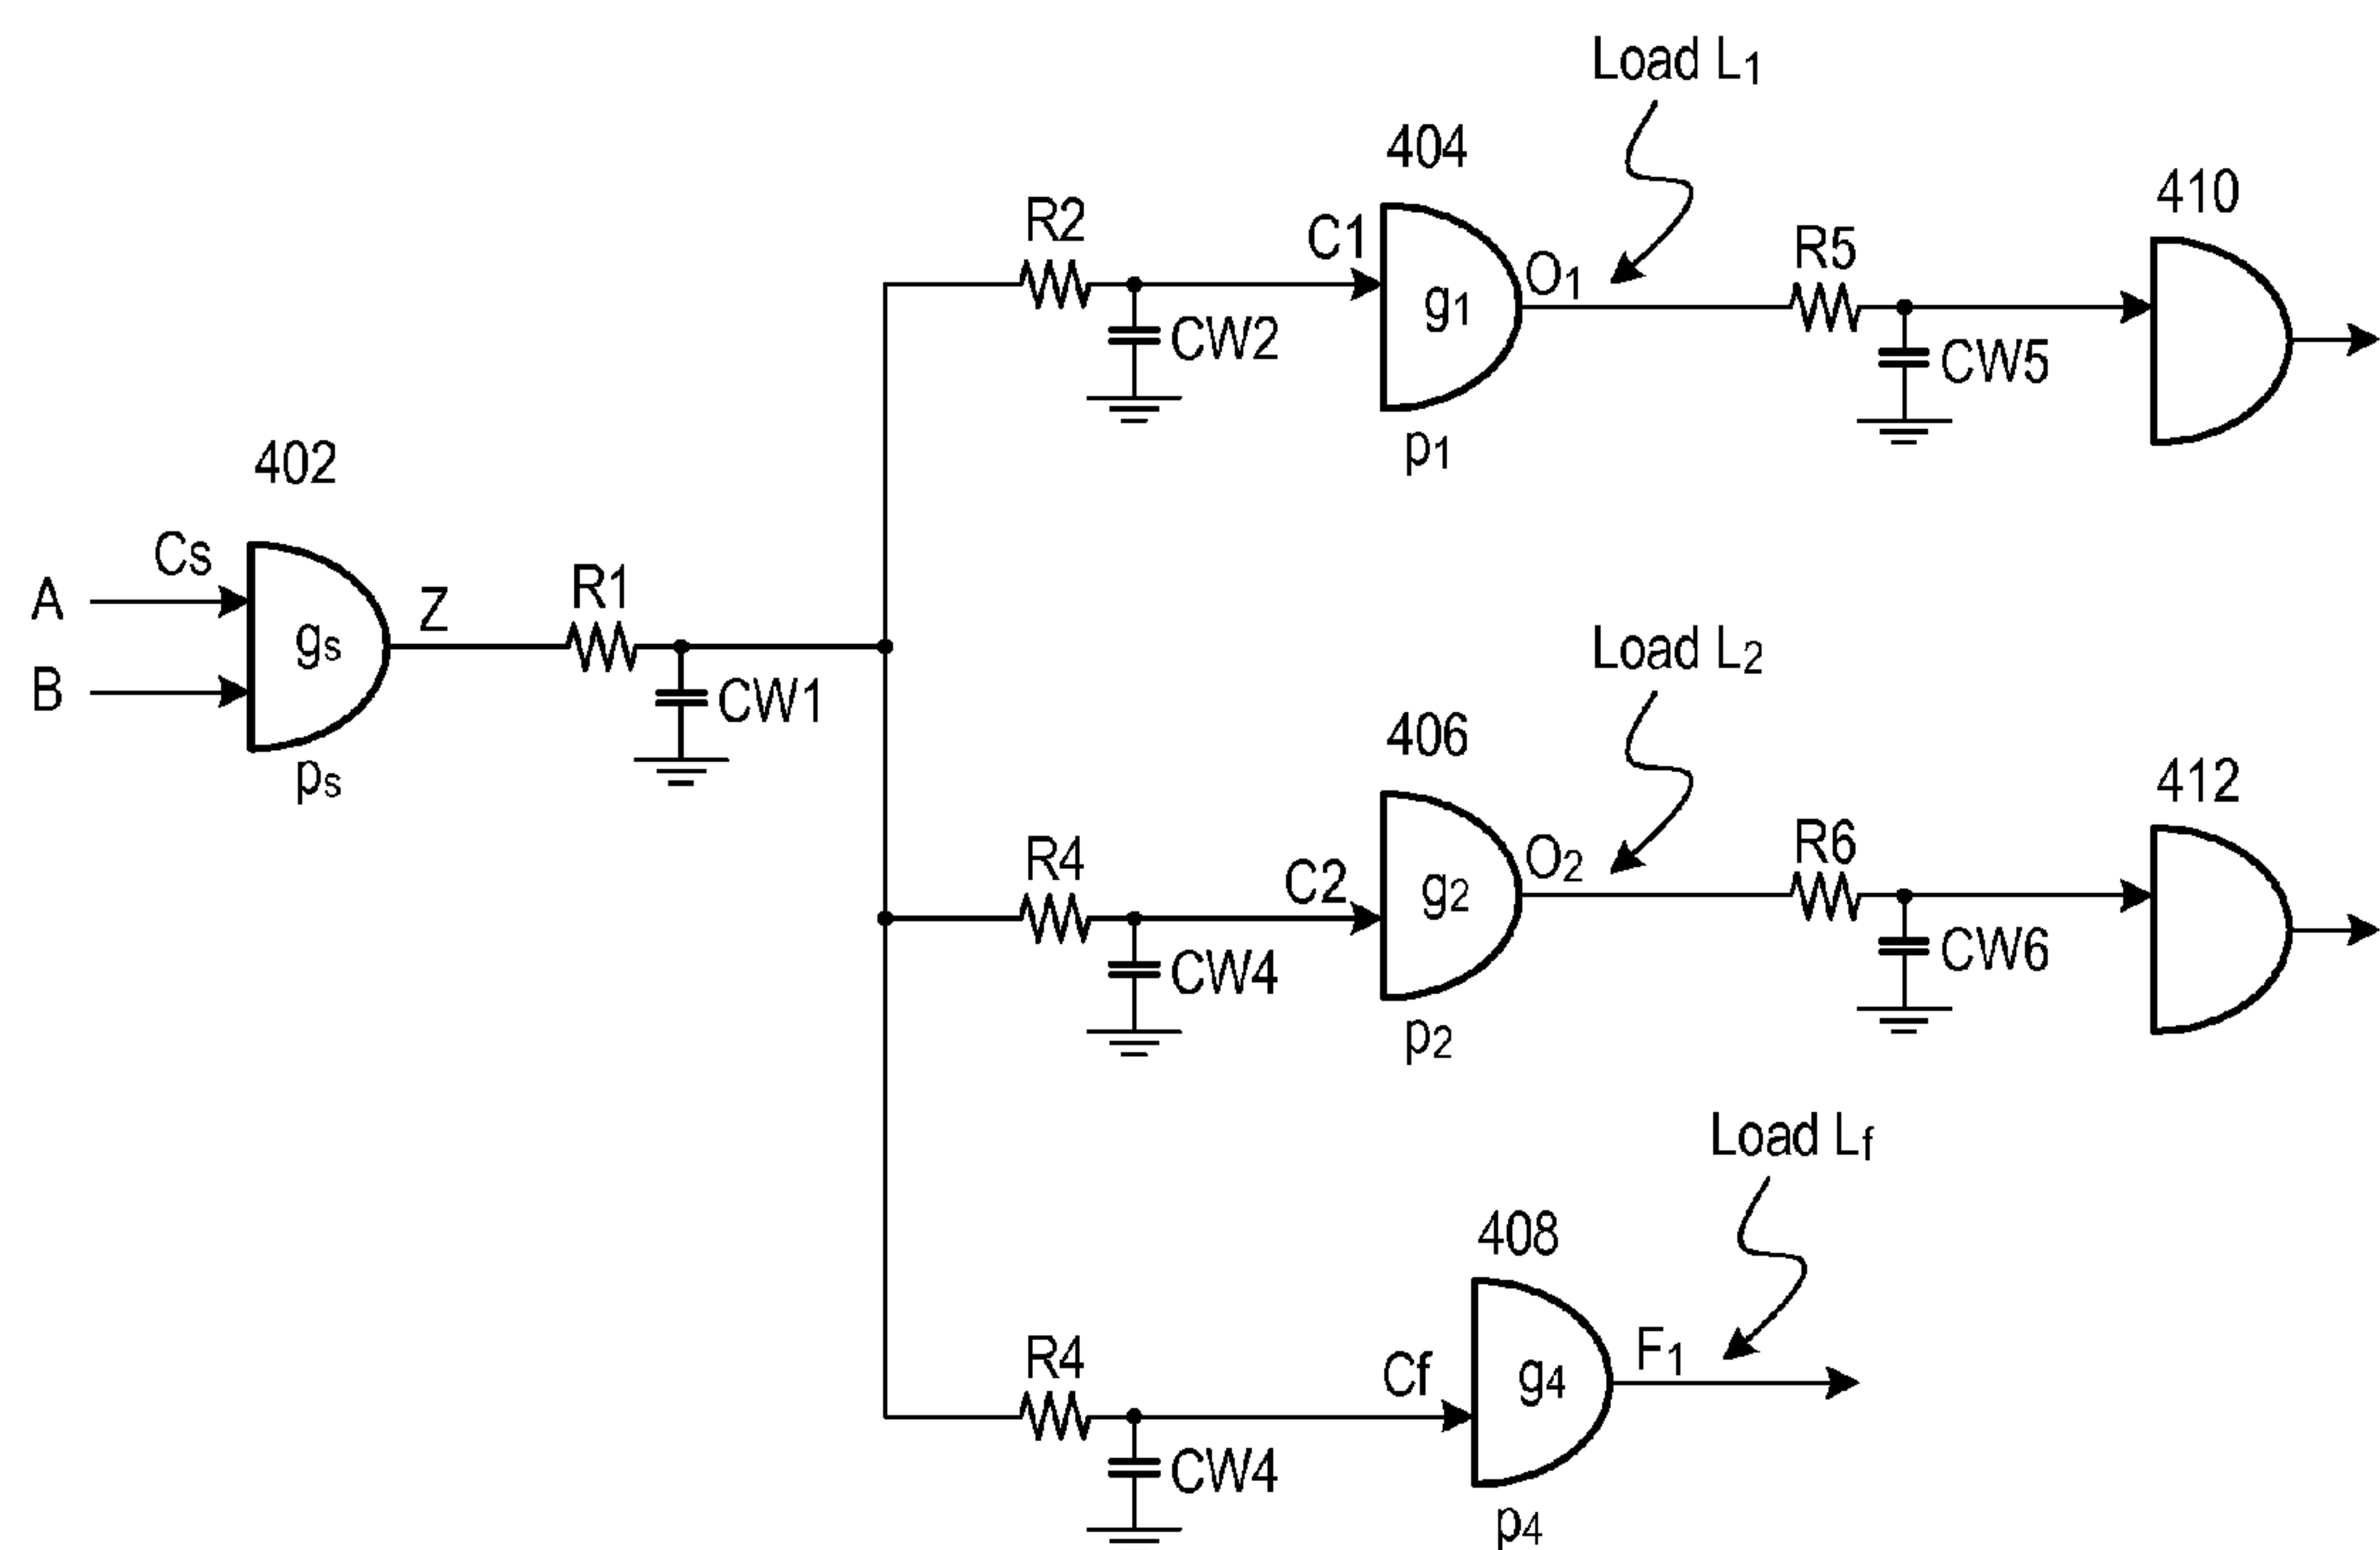 Load L1
404
410
R2
C1
R5
g1
O1
CW2
CW5
p1
402
Cs
A
gs
Z
R1
B
CW1
ps
Load L2
406
412
R4
C2
R6
g2
O2
CW4
CW6
p2
Load Lf
408
R4
Cf
g4
F1
CW4
p4